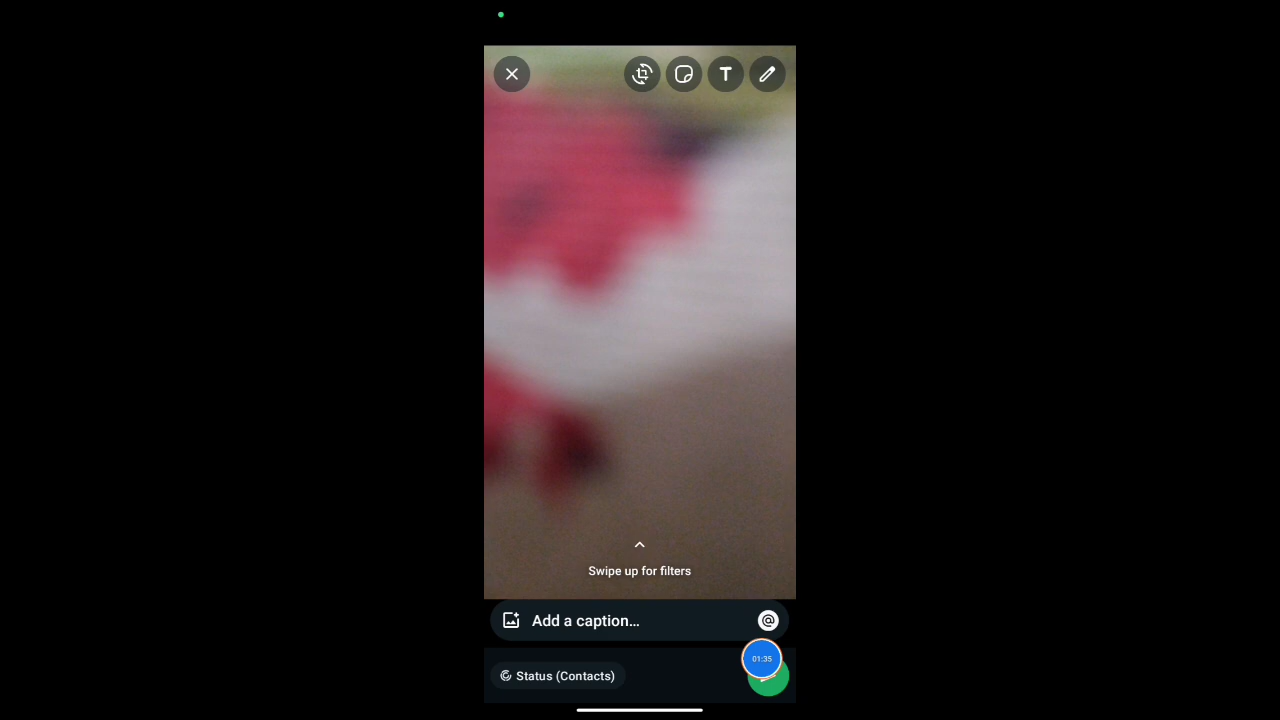 T
Swipe up for filters
Add a caption...
@
01:35
Status (Contacts)